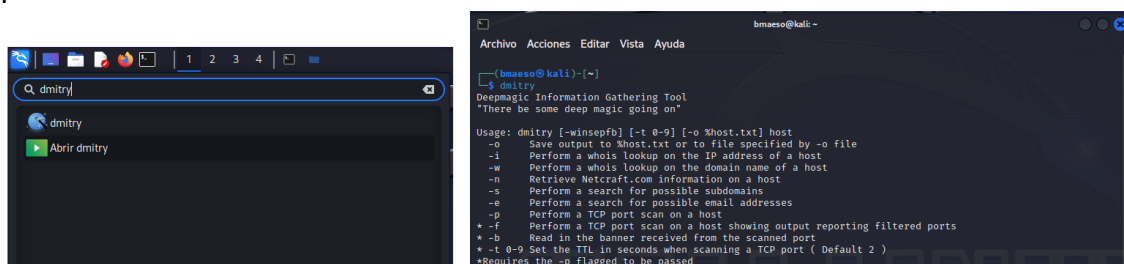 1 2 3 4
dmitry
dmitry
Abrir dmitry
bmaeso@kali: ~
Archivo Acciones Editar Vista Ayuda
(bmaeso㉿kali)-[~]
$ dmitry
Deepmagic Information Gathering Tool
"There be some deep magic going on"
Usage: dmitry [-winsepfb] [-t 0-9] [-o %host.txt] host
-o Save output to %host.txt or to file specified by -o file
-i Perform a whois lookup on the IP address of a host
-w Perform a whois lookup on the domain name of a host
-n Retrieve Netcraft.com information on a host
-s Perform a search for possible subdomains
-e Perform a search for possible email addresses
-p Perform a TCP port scan on a host
* -f Perform a TCP port scan on a host showing output reporting filtered ports
* -b Read in the banner received from the scanned port
* -t 0-9 Set the TTL in seconds when scanning a TCP port ( Default 2 )
*Requires the -p flagged to be passed